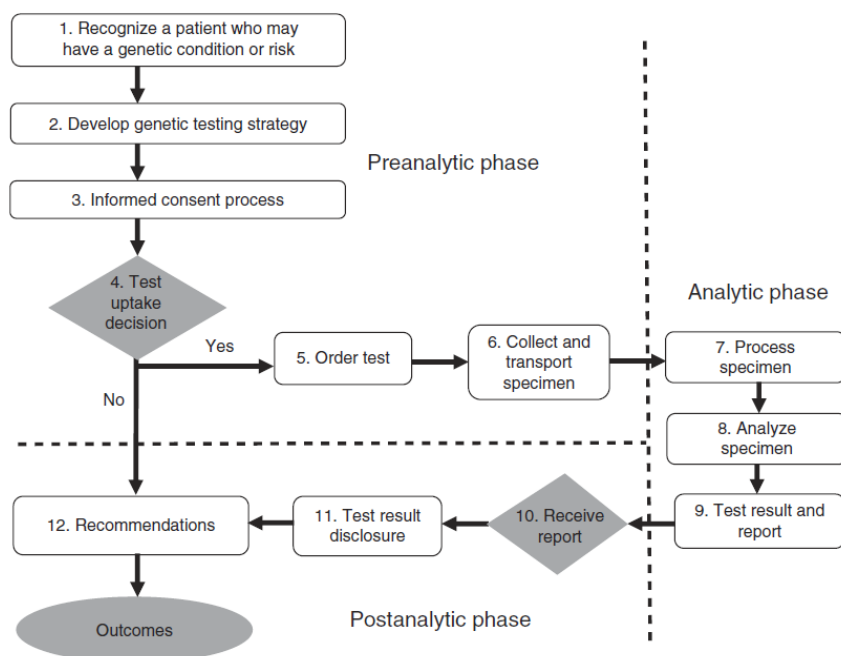 1. Recognize a patient who may
have a genetic condition or risk
2. Develop genetic testing strategy
Preanalytic phase
3. Informed consent process
4. Test
uptake
decision
Yes
No
5. Order test
6. Collect and
transport
specimen
Analytic phase
7. Process
specimen
8. Analyze
specimen
9. Test result and
report
10. Receive
report
11. Test result
disclosure
12. Recommendations
Postanalytic phase
Outcomes